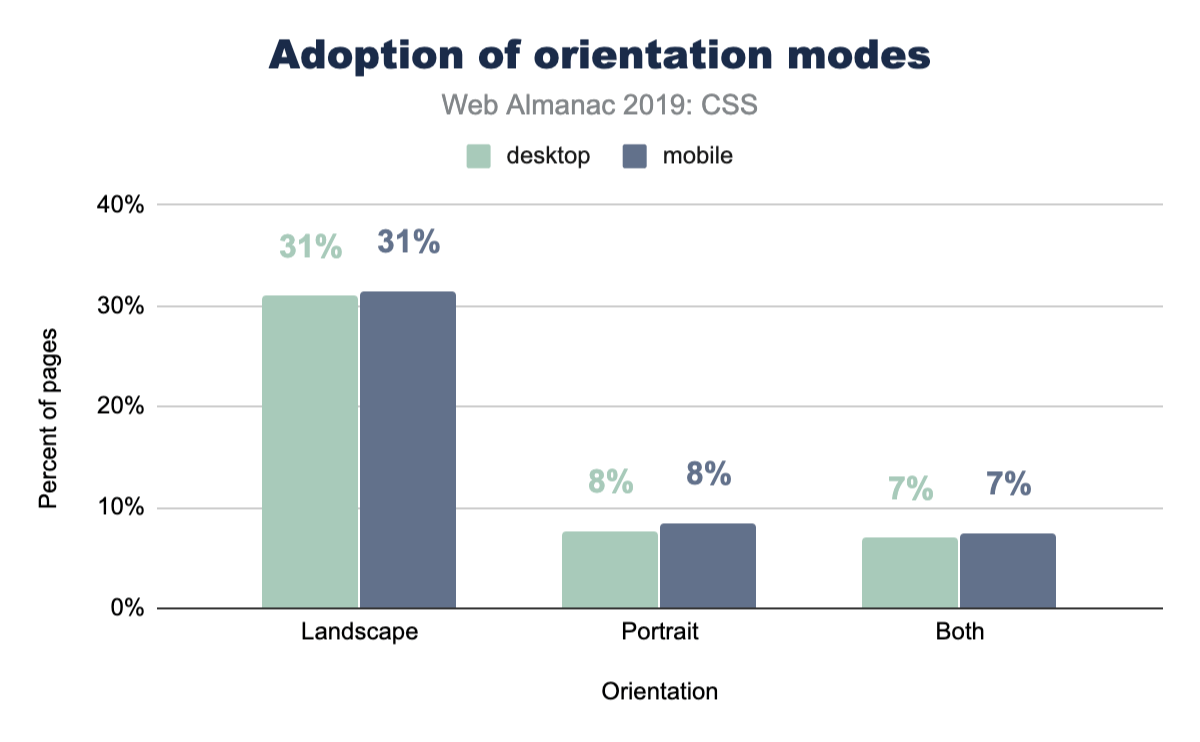 Adoption of orientation modes
Web Almanac 2019: CSS
desktop mobile
40%
31% 31%
30%
20%
8% 8%
7% 7%
10%
0%
Landscape Portrait Both
Percent of pages
Orientation